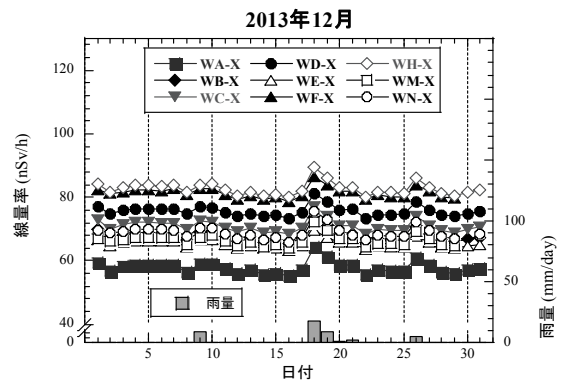 2013年12月
WA-X
WD-X
WH-X
WB-X
WE-X
WM-X
WC-X
WF-X
WN-X
線量率 (nSv/h)
120
100
80
60
40
0
100
50
0
雨量 (mm/day)
雨量
5
10
15
20
25
30
日付